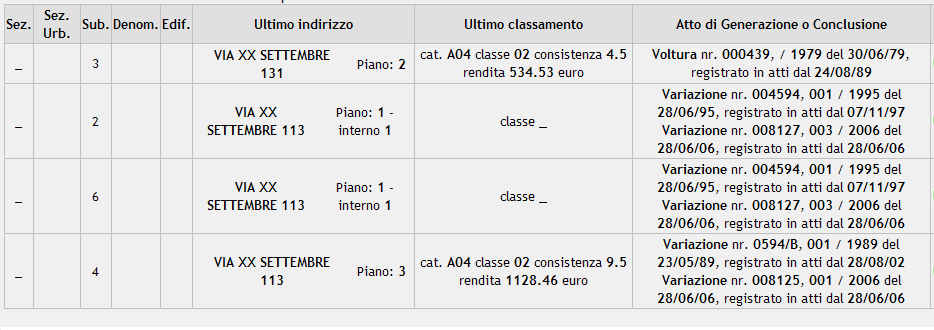 Sez. Sez. Urb. Sub. Denom. Edif. Ultimo indirizzo Ultimo classamento Atto di Generazione o Conclusione
_ 3 VIA XX SETTEMBRE 131 Piano: 2 cat. A04 classe 02 consistenza 4.5 rendita 534.53 euro Voltura nr. 000439, / 1979 del 30/06/79, registrato in atti dal 24/08/89
_ 2 VIA XX SETTEMBRE 113 Piano: 1 - interno 1 classe _ Variazione nr. 004594, 001 / 1995 del 28/06/95, registrato in atti dal 07/11/97 Variazione nr. 008127, 003 / 2006 del 28/06/06, registrato in atti dal 28/06/06
_ 6 VIA XX SETTEMBRE 113 Piano: 1 - interno 1 classe _ Variazione nr. 004594, 001 / 1995 del 28/06/95, registrato in atti dal 07/11/97 Variazione nr. 008127, 003 / 2006 del 28/06/06, registrato in atti dal 28/06/06
_ 4 VIA XX SETTEMBRE 113 Piano: 3 cat. A04 classe 02 consistenza 9.5 rendita 1128.46 euro Variazione nr. 0594/B, 001 / 1989 del 23/05/89, registrato in atti dal 28/08/02 Variazione nr. 008125, 001 / 2006 del 28/06/06, registrato in atti dal 28/06/06